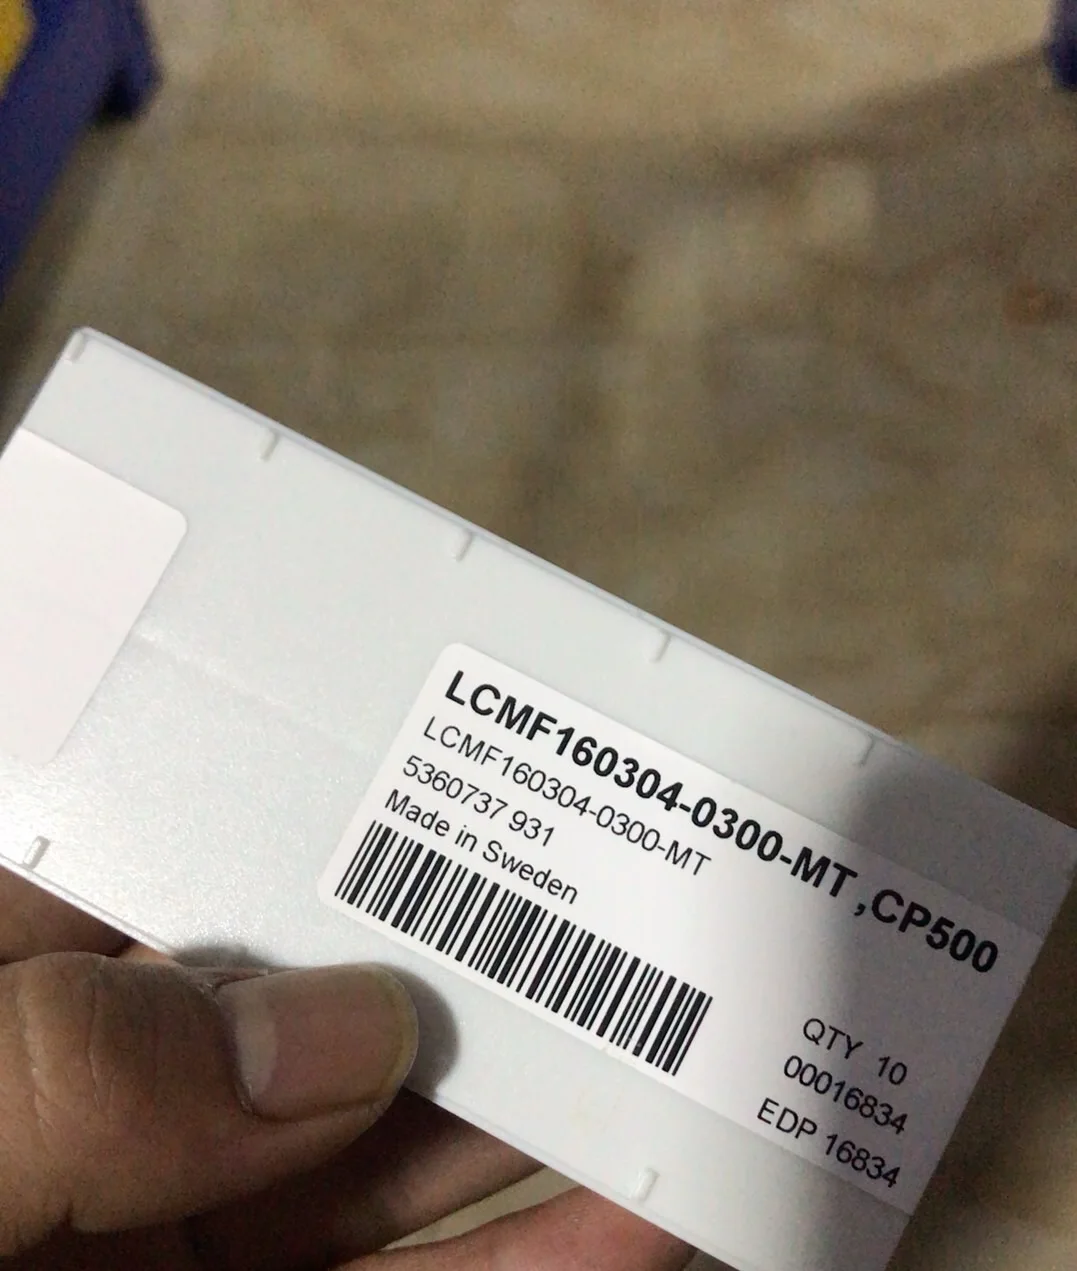 LCMF160304-0300-MT ,CP500
LCMF160304-0300-MT
5360737 931
Made in Sweden
QTY 10
00016834
EDP 16834